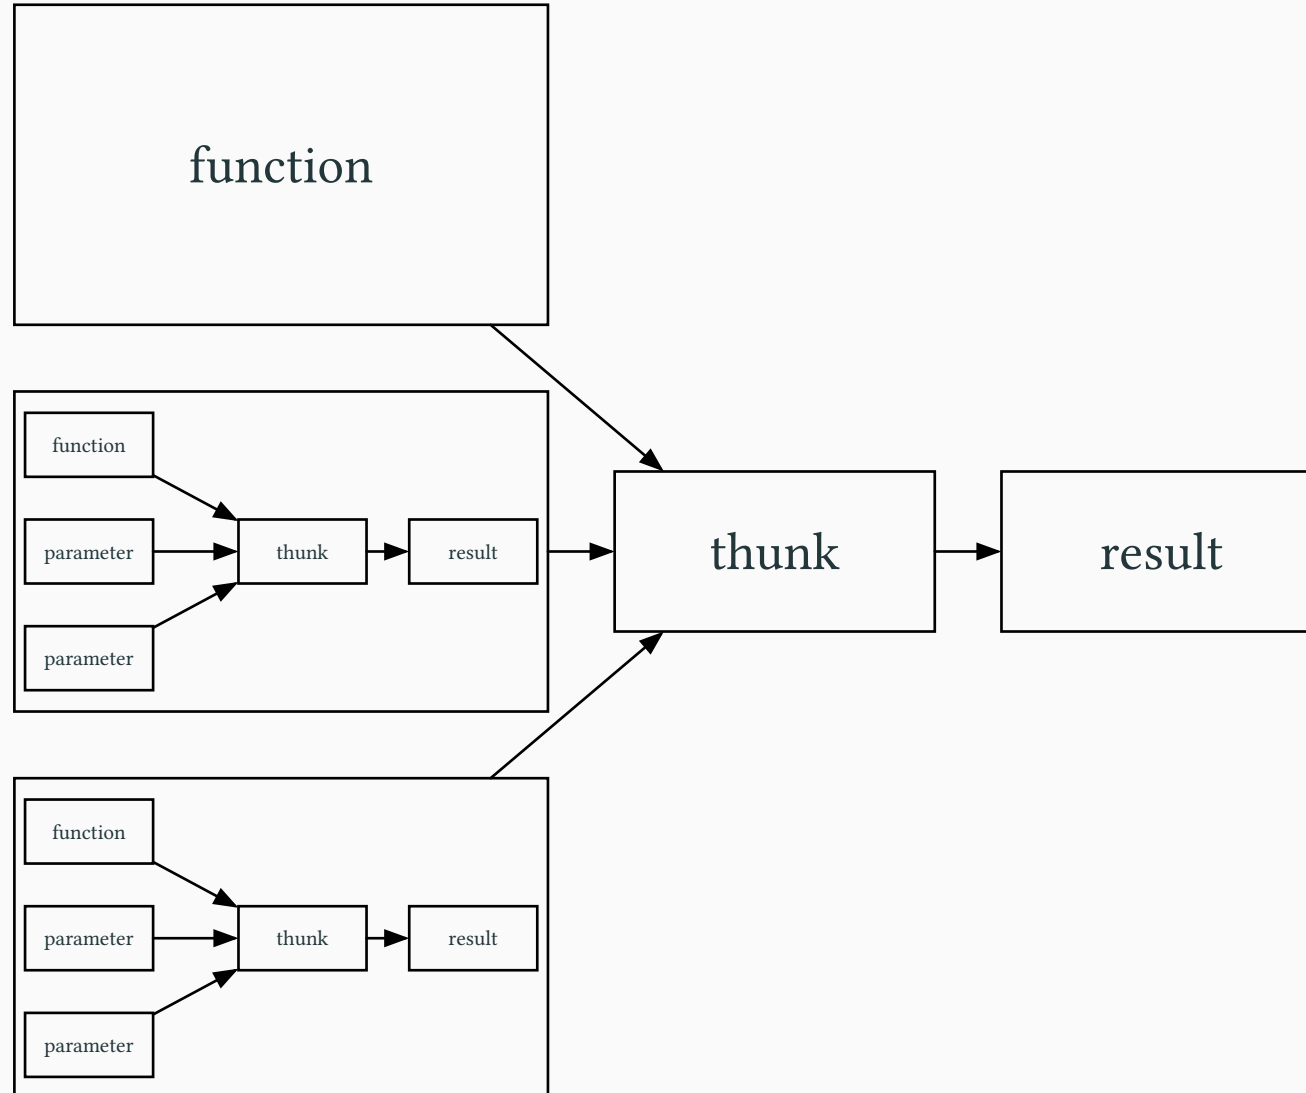 function
function
parameter
thunk
result
parameter
thunk
result
function
parameter
thunk
result
parameter